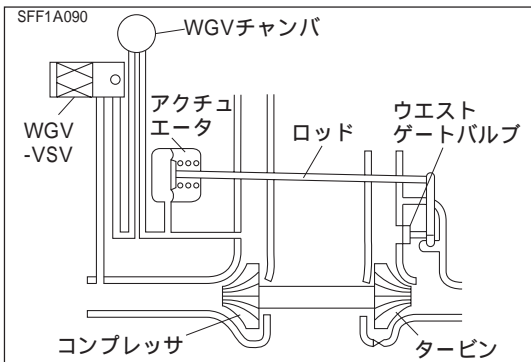 SFF1A090
WGVチャンバ
WGV
-VSV
アクチュ
エータ
ロッド
ウエスト
ゲートバルブ
コンプレッサ
タービン